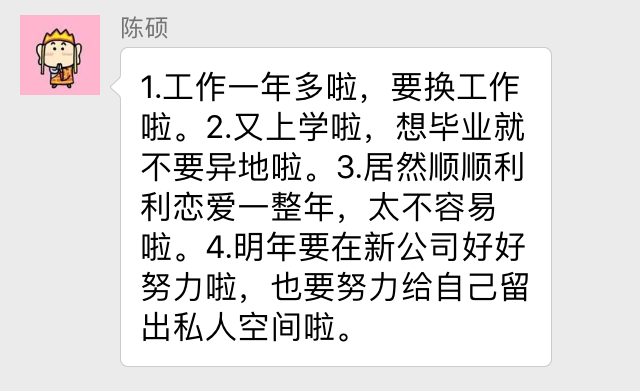 陈硕
1.工作一年多啦，要换工作
啦。2.又上学啦，想毕业就
不要异地啦。3.居然顺顺利
利恋爱一整年，太不容易
啦。4.明年要在新公司好好
努力啦，也要努力给自己留
出私人空间啦。